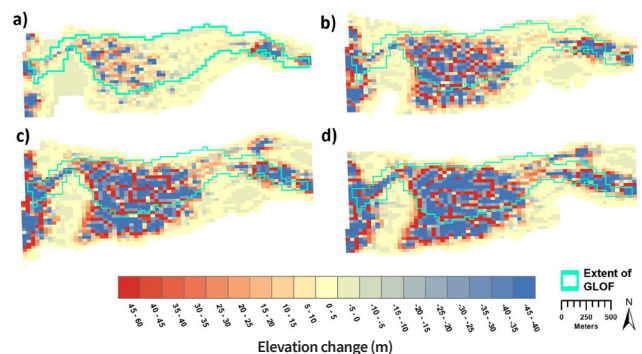 a)
b)
c)
d)
45 - 60
40 - 45
35 - 40
30 - 35
25 - 30
20 - 25
15 - 20
10 - 15
5 - 10
0 - 5
-5 - 0
-10 - -5
-15 - -10
-20 - -15
-25 - -20
-30 - -25
-35 - -30
-40 - -35
-45 - -40
Elevation change (m)
Extent of
GLOF
0
250
500
Meters
N